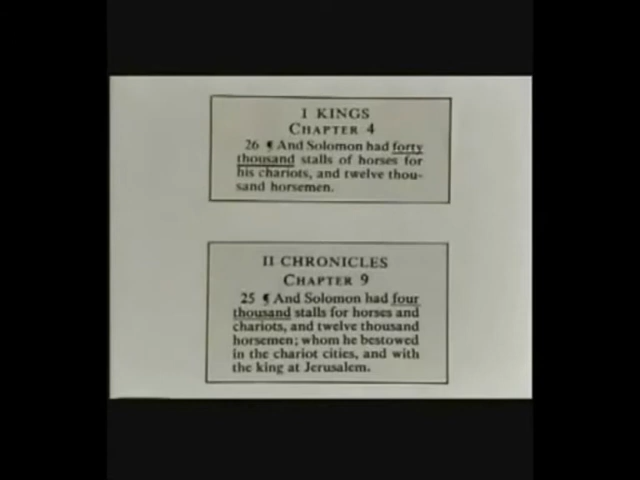 I KINGS
CHAPTER 4
26 ¶ And Solomon had forty
thousand stalls of horses for
his chariots, and twelve thou-
sand horsemen.
II CHRONICLES
CHAPTER 9
25 ¶ And Solomon had four
thousand stalls for horses and
chariots, and twelve thousand
horsemen; whom he bestowed
in the chariot cities, and with
the king at Jerusalem.